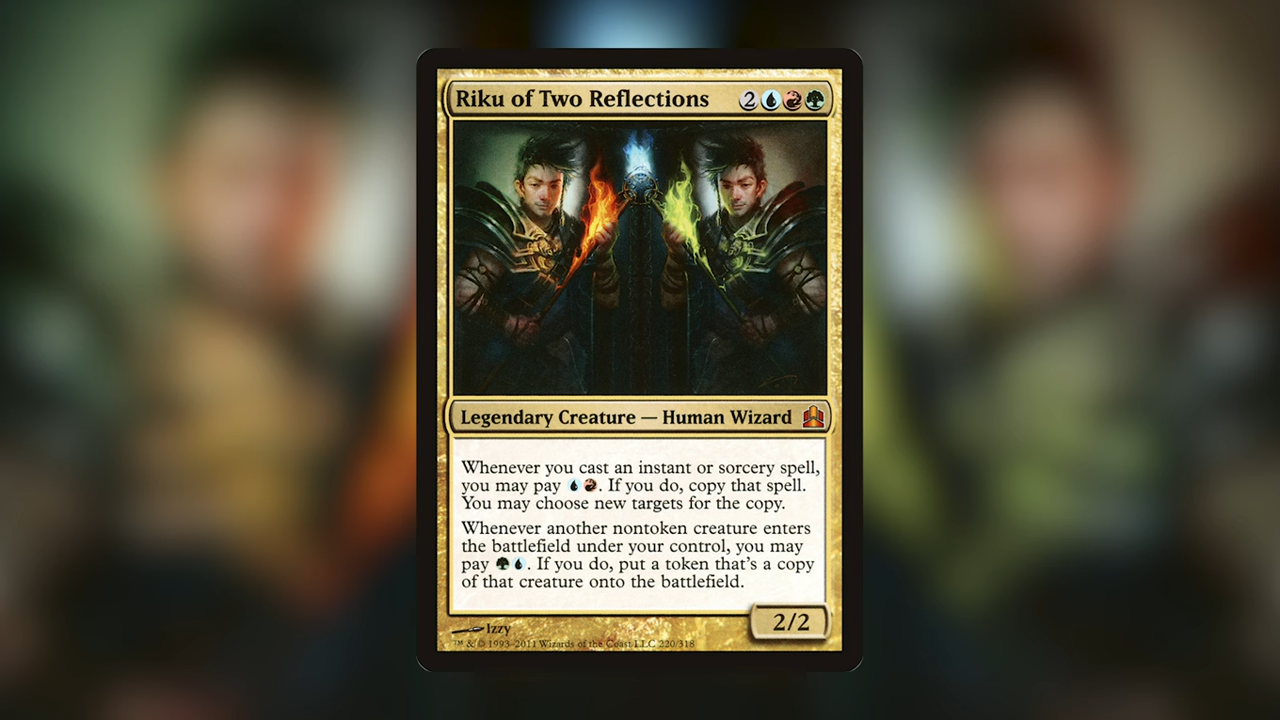 Riku of Two Reflections 2
Legendary Creature — Human Wizard
Whenever you cast an instant or sorcery spell,
you may pay . If you do, copy that spell.
You may choose new targets for the copy.
Whenever another nontoken creature enters
the battlefield under your control, you may
pay . If you do, put a token that's a copy
of that creature onto the battlefield.
2/2
Izzy
™ & © 1993–2011 Wizards of the Coast LLC 220/318